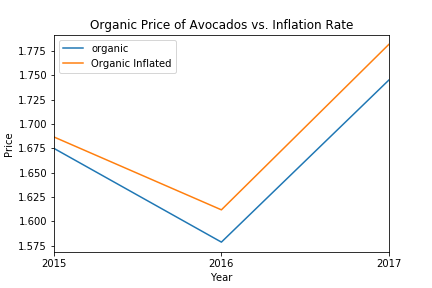 Organic Price of Avocados vs. Inflation Rate
organic
Organic Inflated
1.775
1.750
1.725
1.700
1.675
1.650
1.625
1.600
1.575
Price
2015
2016
2017
Year